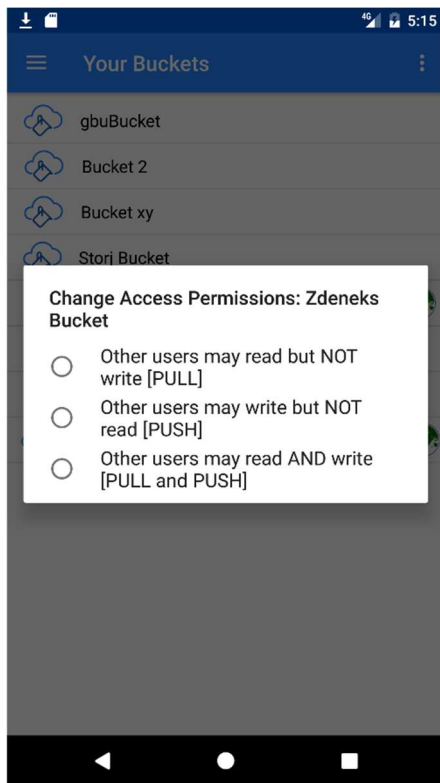 4G 5:15
Your Buckets
gbuBucket
Bucket 2
Bucket xy
Storj Bucket
Change Access Permissions: Zdeneks
Bucket
Other users may read but NOT
write [PULL]
Other users may write but NOT
read [PUSH]
Other users may read AND write
[PULL and PUSH]